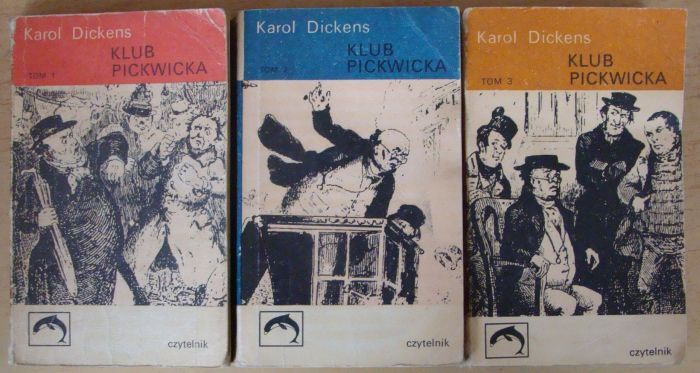 Karol Dickens
KLUB
PICKWICKA
TOM 1
czytelnik
Karol Dickens
KLUB
PICKWICKA
TOM 2
czytelnik
Karol Dickens
KLUB
PICKWICKA
TOM 3
czytelnik